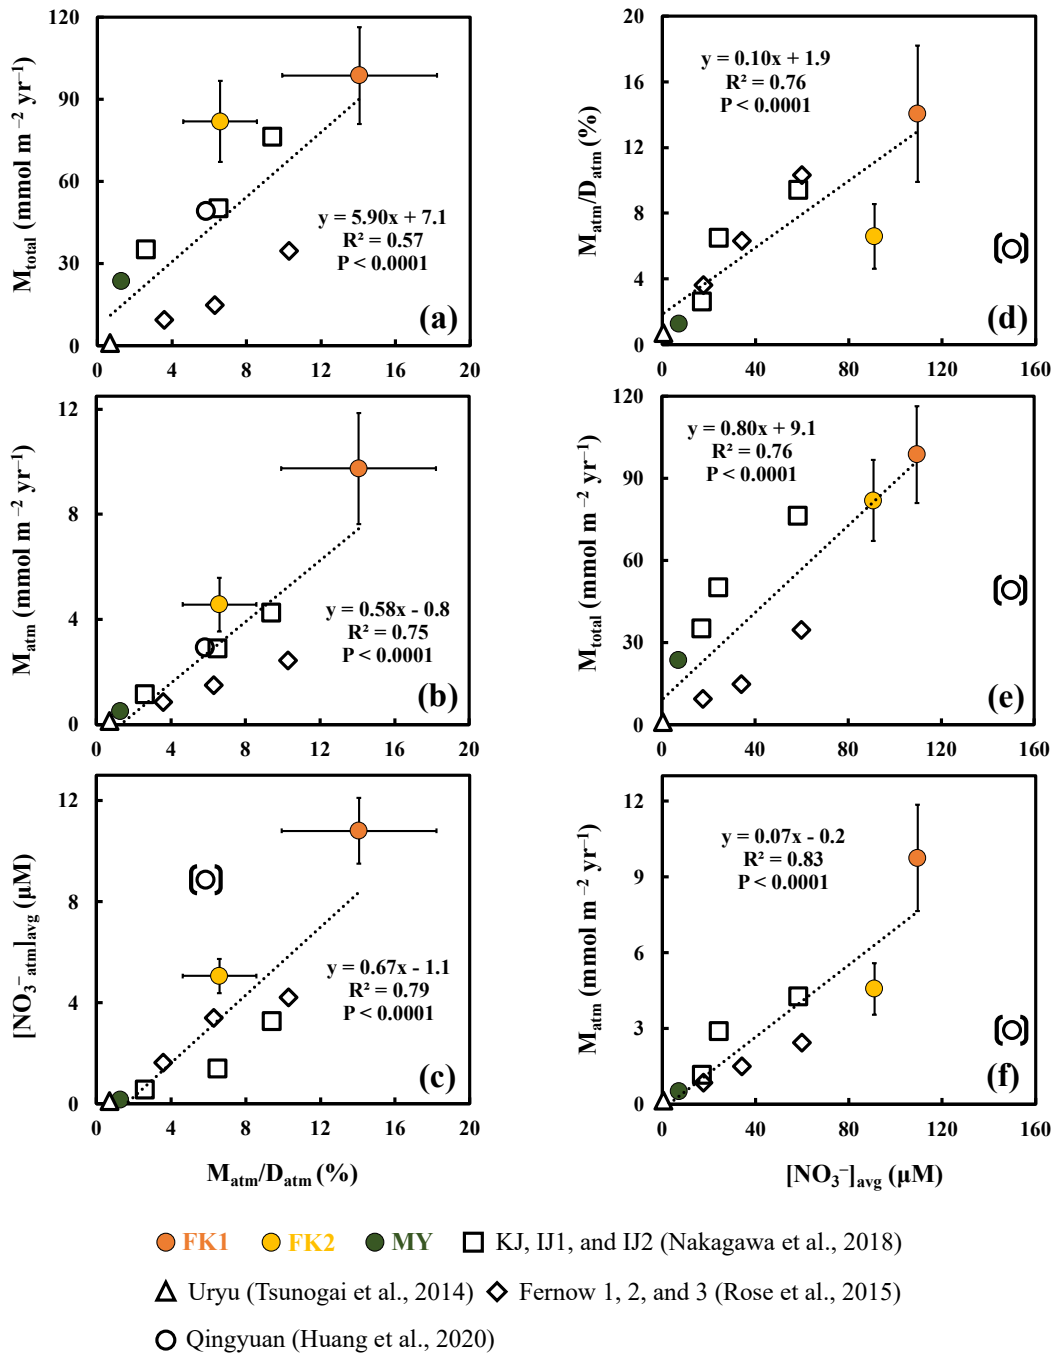 120
90
60
30
0
M_total (mmol m⁻² yr⁻¹)
y = 5.90x + 7.1
R² = 0.57
P < 0.0001
(a)
0 4 8 12 16 20
20
16
12
8
4
0
M_atm/D_atm (%)
y = 0.10x + 1.9
R² = 0.76
P < 0.0001
(d)
0 40 80 120 160
12
8
4
0
M_atm (mmol m⁻² yr⁻¹)
y = 0.58x - 0.8
R² = 0.75
P < 0.0001
(b)
0 4 8 12 16 20
120
90
60
30
0
M_total (mmol m⁻² yr⁻¹)
y = 0.80x + 9.1
R² = 0.76
P < 0.0001
(e)
0 40 80 120 160
12
8
4
0
[NO₃⁻_atm]_avg (μM)
y = 0.67x - 1.1
R² = 0.79
P < 0.0001
(c)
0 4 8 12 16 20
M_atm/D_atm (%)
12
9
6
3
0
M_atm (mmol m⁻² yr⁻¹)
y = 0.07x - 0.2
R² = 0.83
P < 0.0001
(f)
0 40 80 120 160
[NO₃⁻]_avg (μM)
FK1 FK2 MY KJ, IJ1, and IJ2 (Nakagawa et al., 2018)
Uryu (Tsunogai et al., 2014) Fernow 1, 2, and 3 (Rose et al., 2015)
Qingyuan (Huang et al., 2020)